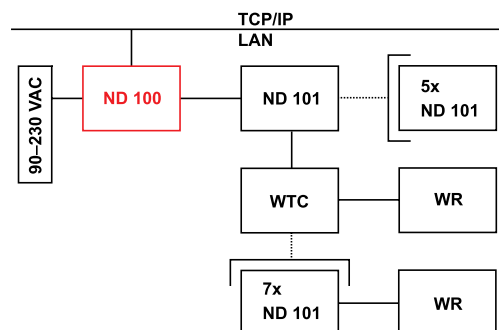 TCP/IP
LAN
90–230 VAC
ND 100
ND 101
5x
ND 101
WTC
WR
7x
ND 101
WR